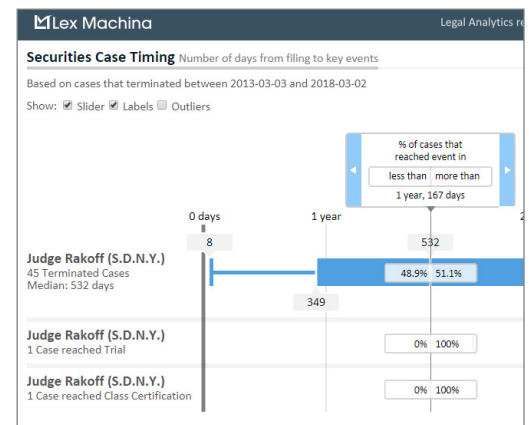 Lex Machina
Legal Analytics re
Securities Case Timing Number of days from filing to key events
Based on cases that terminated between 2013-03-03 and 2018-03-02
Show: Slider Labels Outliers
% of cases that
reached event in
less than more than
1 year, 167 days
0 days 1 year 2
8 532
Judge Rakoff (S.D.N.Y.)
45 Terminated Cases
Median: 532 days
48.9% 51.1%
349
Judge Rakoff (S.D.N.Y.)
1 Case reached Trial
0% 100%
Judge Rakoff (S.D.N.Y.)
1 Case reached Class Certification
0% 100%